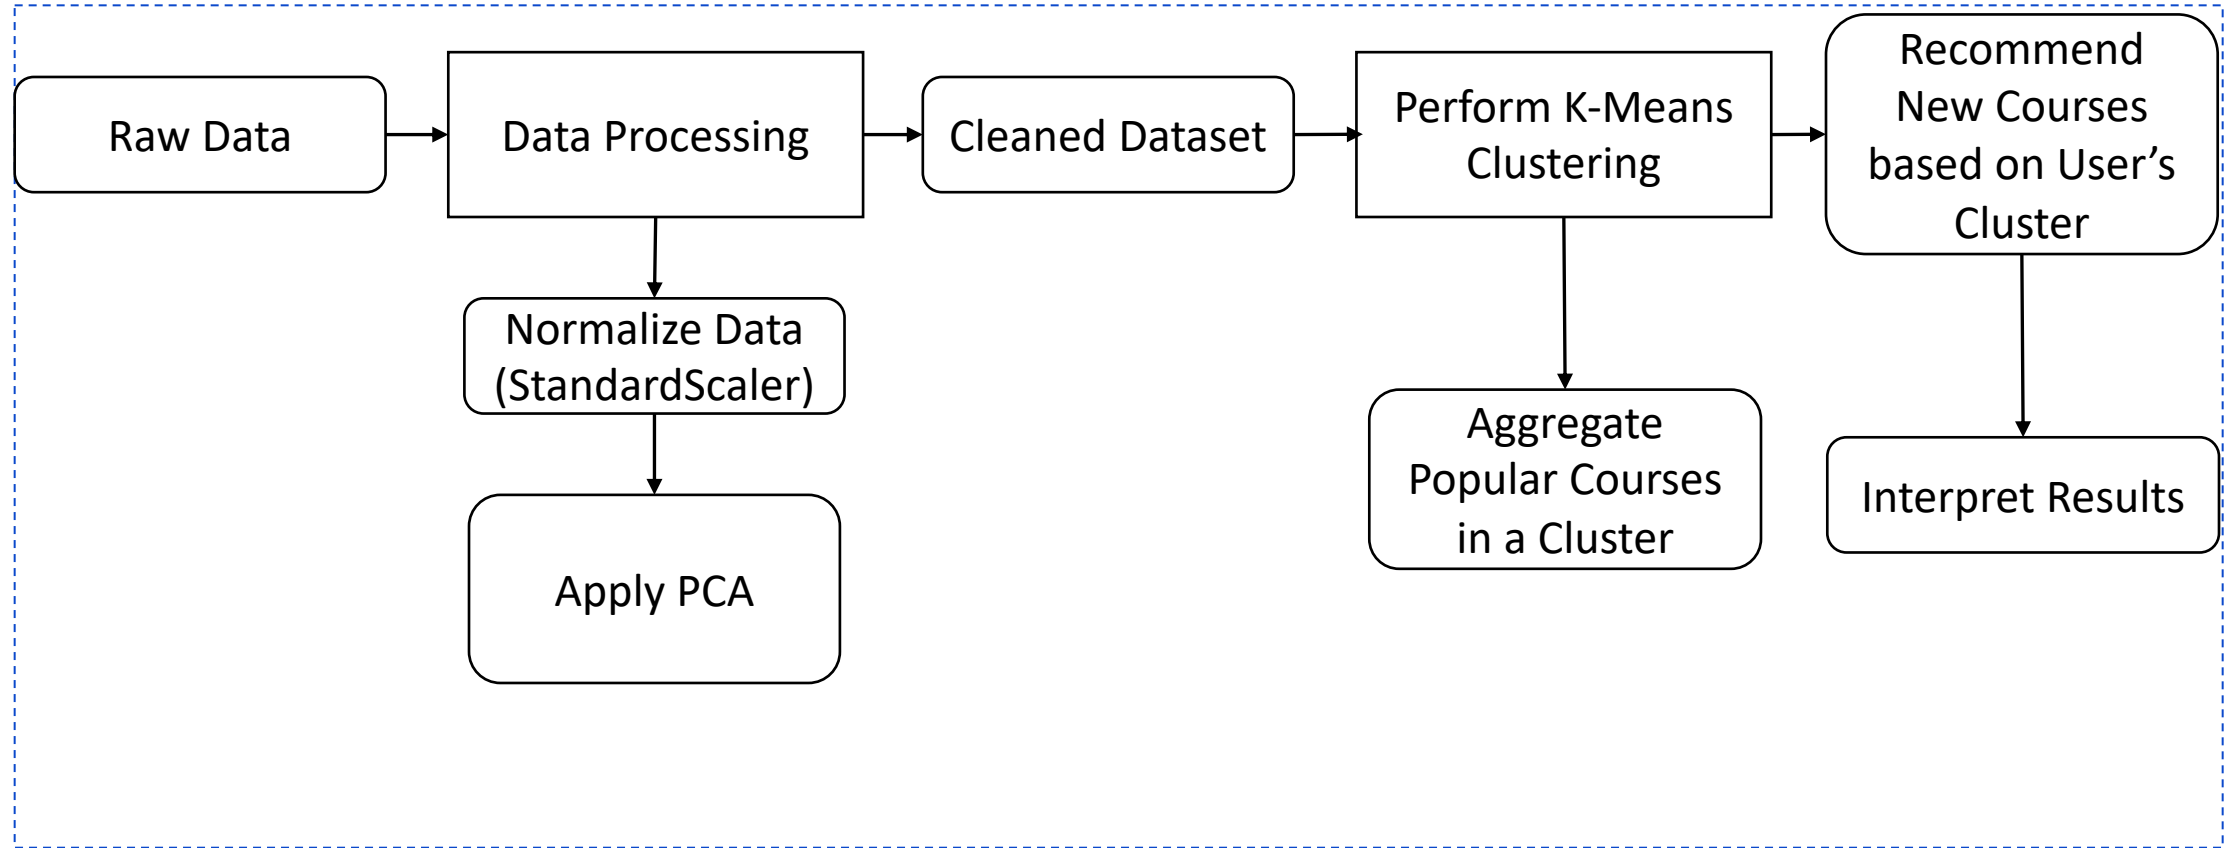 Raw Data
Data Processing
Cleaned Dataset
Perform K-Means
Clustering
Recommend
New Courses
based on User’s
Cluster
Normalize Data
(StandardScaler)
Apply PCA
Aggregate
Popular Courses
in a Cluster
Interpret Results